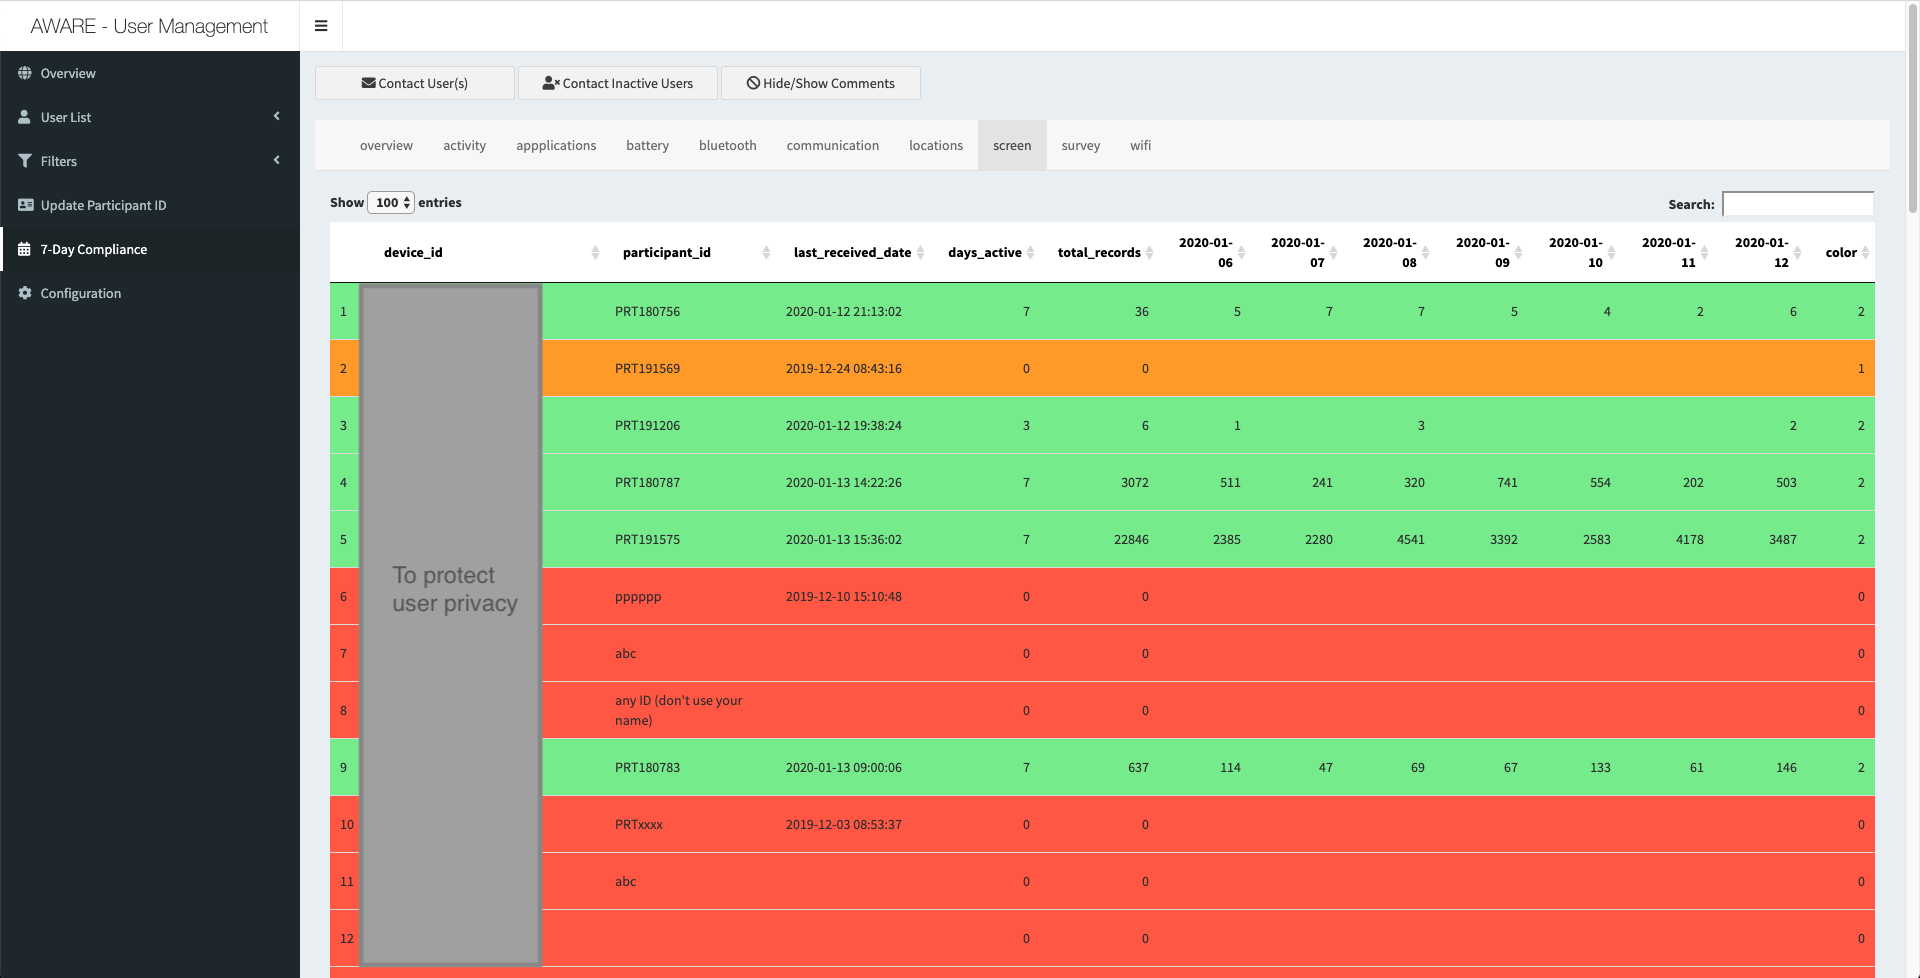 AWARE - User Management
Overview
User List
Filters
Update Participant ID
7-Day Compliance
Configuration
Contact User(s) Contact Inactive Users Hide/Show Comments
overview activity appplications battery bluetooth communication locations screen survey wifi
Show 100 entries Search:
device_id participant_id last_received_date days_active total_records 2020-01-06 2020-01-07 2020-01-08 2020-01-09 2020-01-10 2020-01-11 2020-01-12 color
1 PRT180756 2020-01-12 21:13:02 7 36 5 7 7 5 4 2 6 2
2 PRT191569 2019-12-24 08:43:16 0 0 1
3 PRT191206 2020-01-12 19:38:24 3 6 1 3 2 2
4 PRT180787 2020-01-13 14:22:26 7 3072 511 241 320 741 554 202 503 2
5 PRT191575 2020-01-13 15:36:02 7 22846 2385 2280 4541 3392 2583 4178 3487 2
To protect
user privacy
6 pppppp 2019-12-10 15:10:48 0 0 0
7 abc 0 0 0
8 any ID (don't use your name) 0 0 0
9 PRT180783 2020-01-13 09:00:06 7 637 114 47 69 67 133 61 146 2
10 PRTxxxx 2019-12-03 08:53:37 0 0 0
11 abc 0 0 0
12 0 0 0